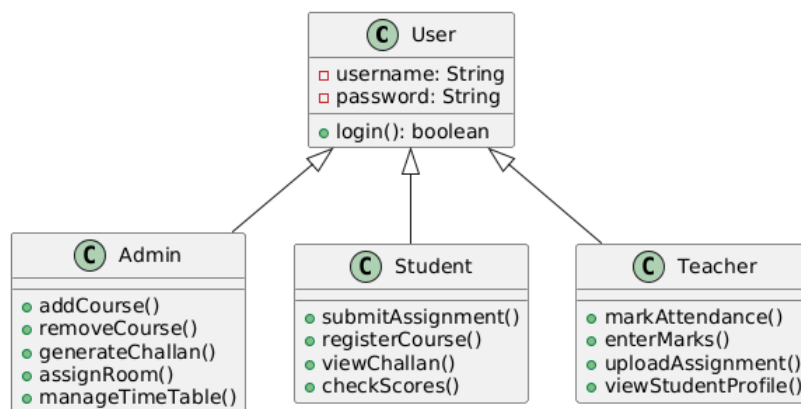 C User
username: String
password: String
login(): boolean
C Admin
addCourse()
removeCourse()
generateChallan()
assignRoom()
manageTimeTable()
C Student
submitAssignment()
registerCourse()
viewChallan()
checkScores()
C Teacher
markAttendance()
enterMarks()
uploadAssignment()
viewStudentProfile()